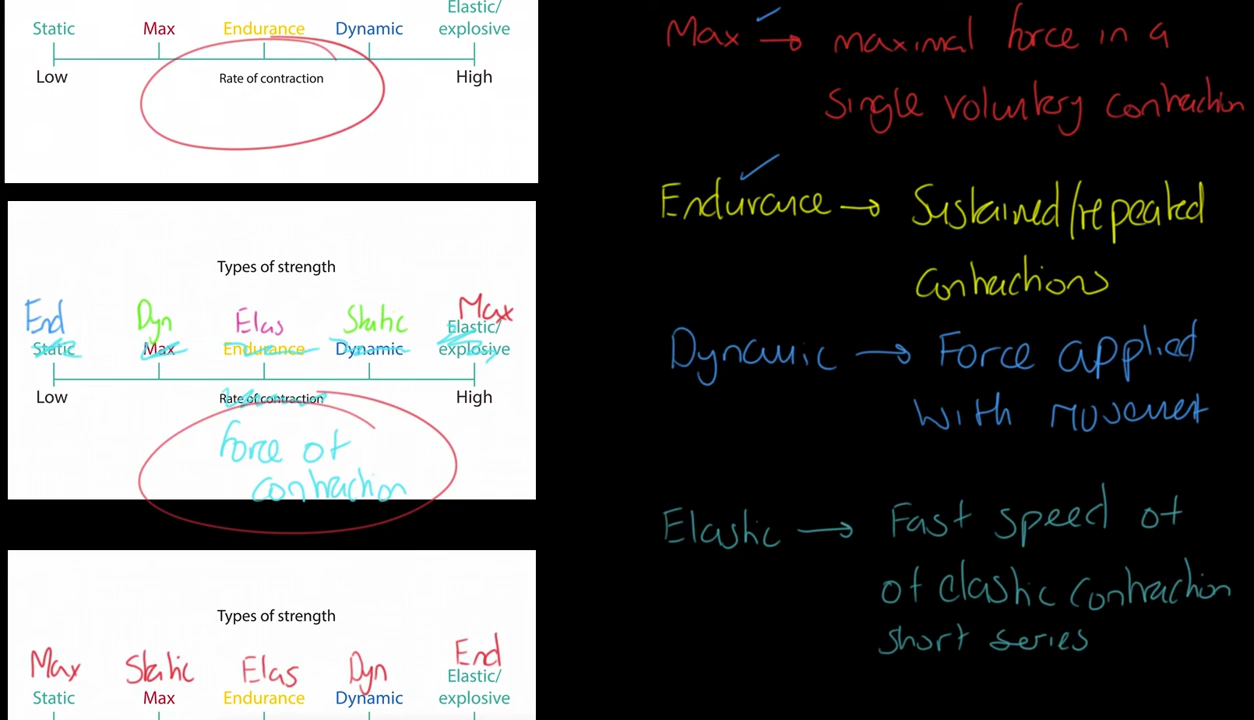 Static Max Endurance Dynamic Elastic/
explosive
Low Rate of contraction High
Types of strength
End Dyn Elas Static Max
Static Max Endurance Dynamic Elastic/
explosive
Low Rate of contraction High
Force of
contraction
Types of strength
Max Static Elas Dyn End
Static Max Endurance Dynamic Elastic/
explosive
Max → maximal force in a
single voluntary contraction
Endurance → Sustained/repeated
contractions
Dynamic → Force applied
with movement
Elastic → Fast speed of
of elastic contraction
short series